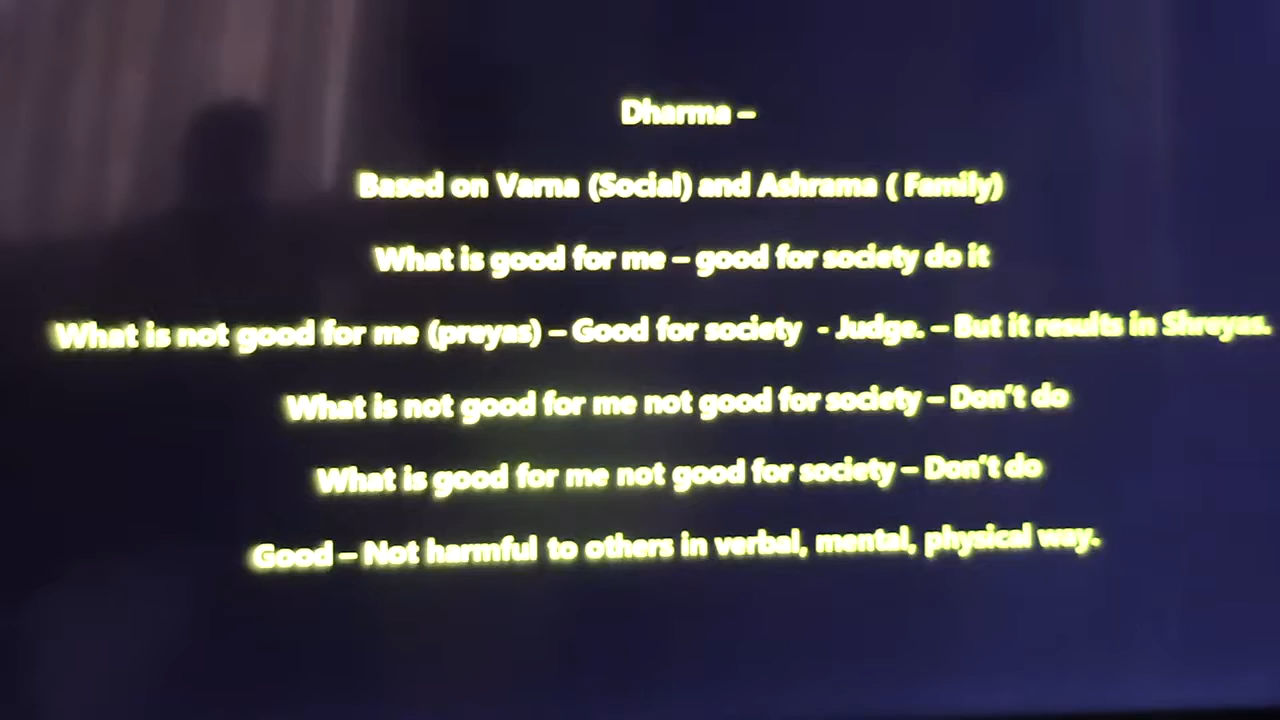 Dharma –
Based on Varna (Social) and Ashrama ( Family)
What is good for me – good for society do it
What is not good for me (preyas) – Good for society - Judge. – But it results in Shreyas.
What is not good for me not good for society – Don't do
What is good for me not good for society – Don't do
Good – Not harmful to others in verbal, mental, physical way.